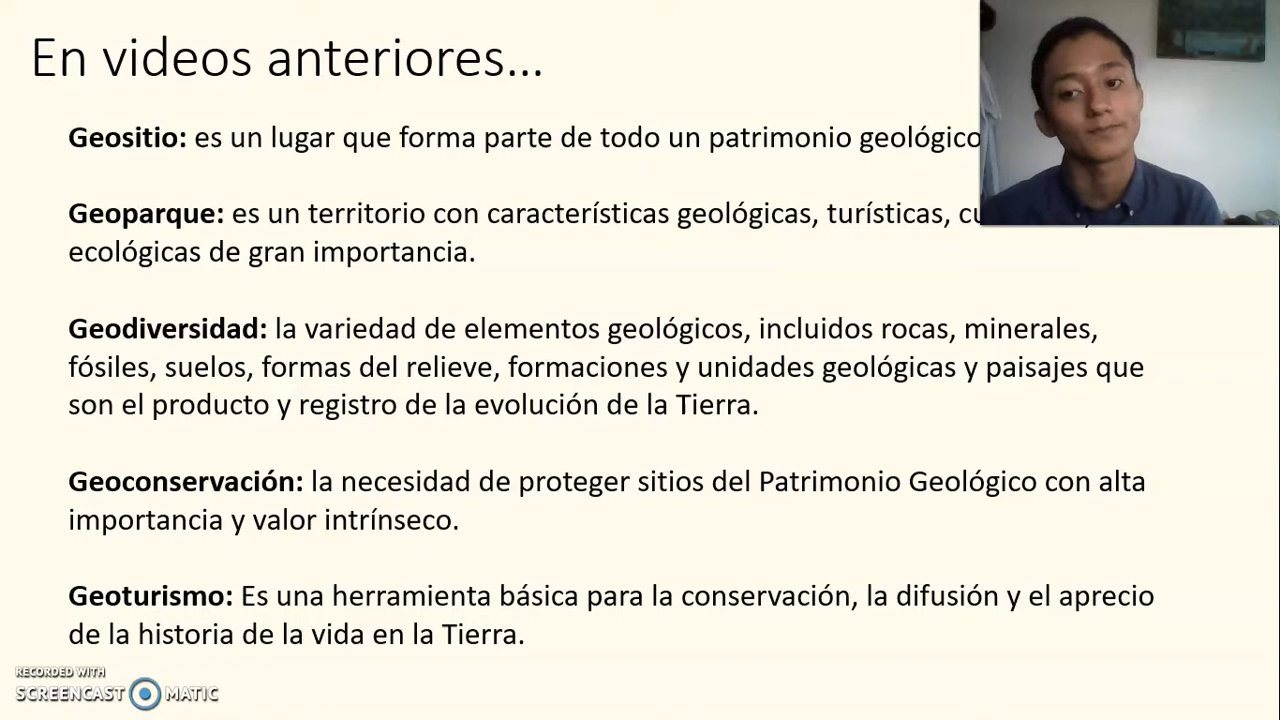 En videos anteriores...
Geositio: es un lugar que forma parte de todo un patrimonio geológico
Geoparque: es un territorio con características geológicas, turísticas,
ecológicas de gran importancia.
Geodiversidad: la variedad de elementos geológicos, incluidos rocas, minerales,
fósiles, suelos, formas del relieve, formaciones y unidades geológicas y paisajes que
son el producto y registro de la evolución de la Tierra.
Geoconservación: la necesidad de proteger sitios del Patrimonio Geológico con alta
importancia y valor intrínseco.
Geoturismo: Es una herramienta básica para la conservación, la difusión y el aprecio
de la historia de la vida en la Tierra.
RECORDED WITH
SCREENCAST MATIC